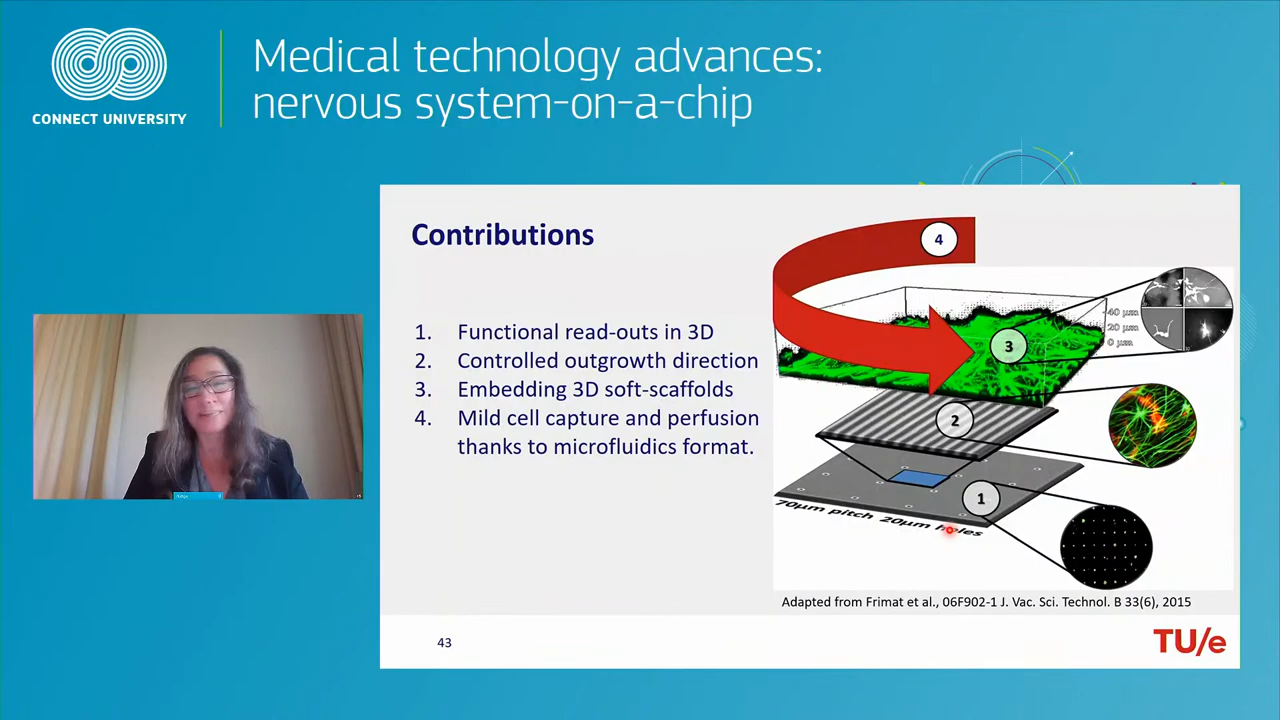 CONNECT UNIVERSITY
Medical technology advances:
nervous system-on-a-chip
Contributions
1. Functional read-outs in 3D
2. Controlled outgrowth direction
3. Embedding 3D soft-scaffolds
4. Mild cell capture and perfusion
thanks to microfluidics format.
4
40 µm
20 µm
0 µm
3
2
1
70µm pitch 20µm holes
Adapted from Frimat et al., 06F902-1 J. Vac. Sci. Technol. B 33(6), 2015
43
TU/e